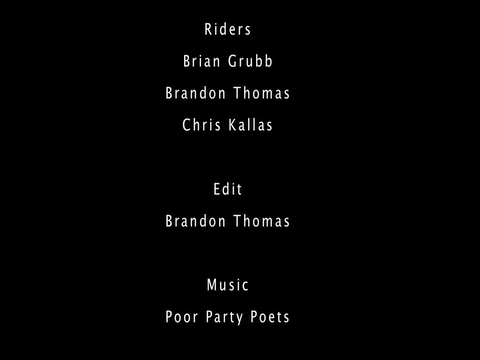 Riders
Brian Grubb
Brandon Thomas
Chris Kallas
Edit
Brandon Thomas
Music
Poor Party Poets